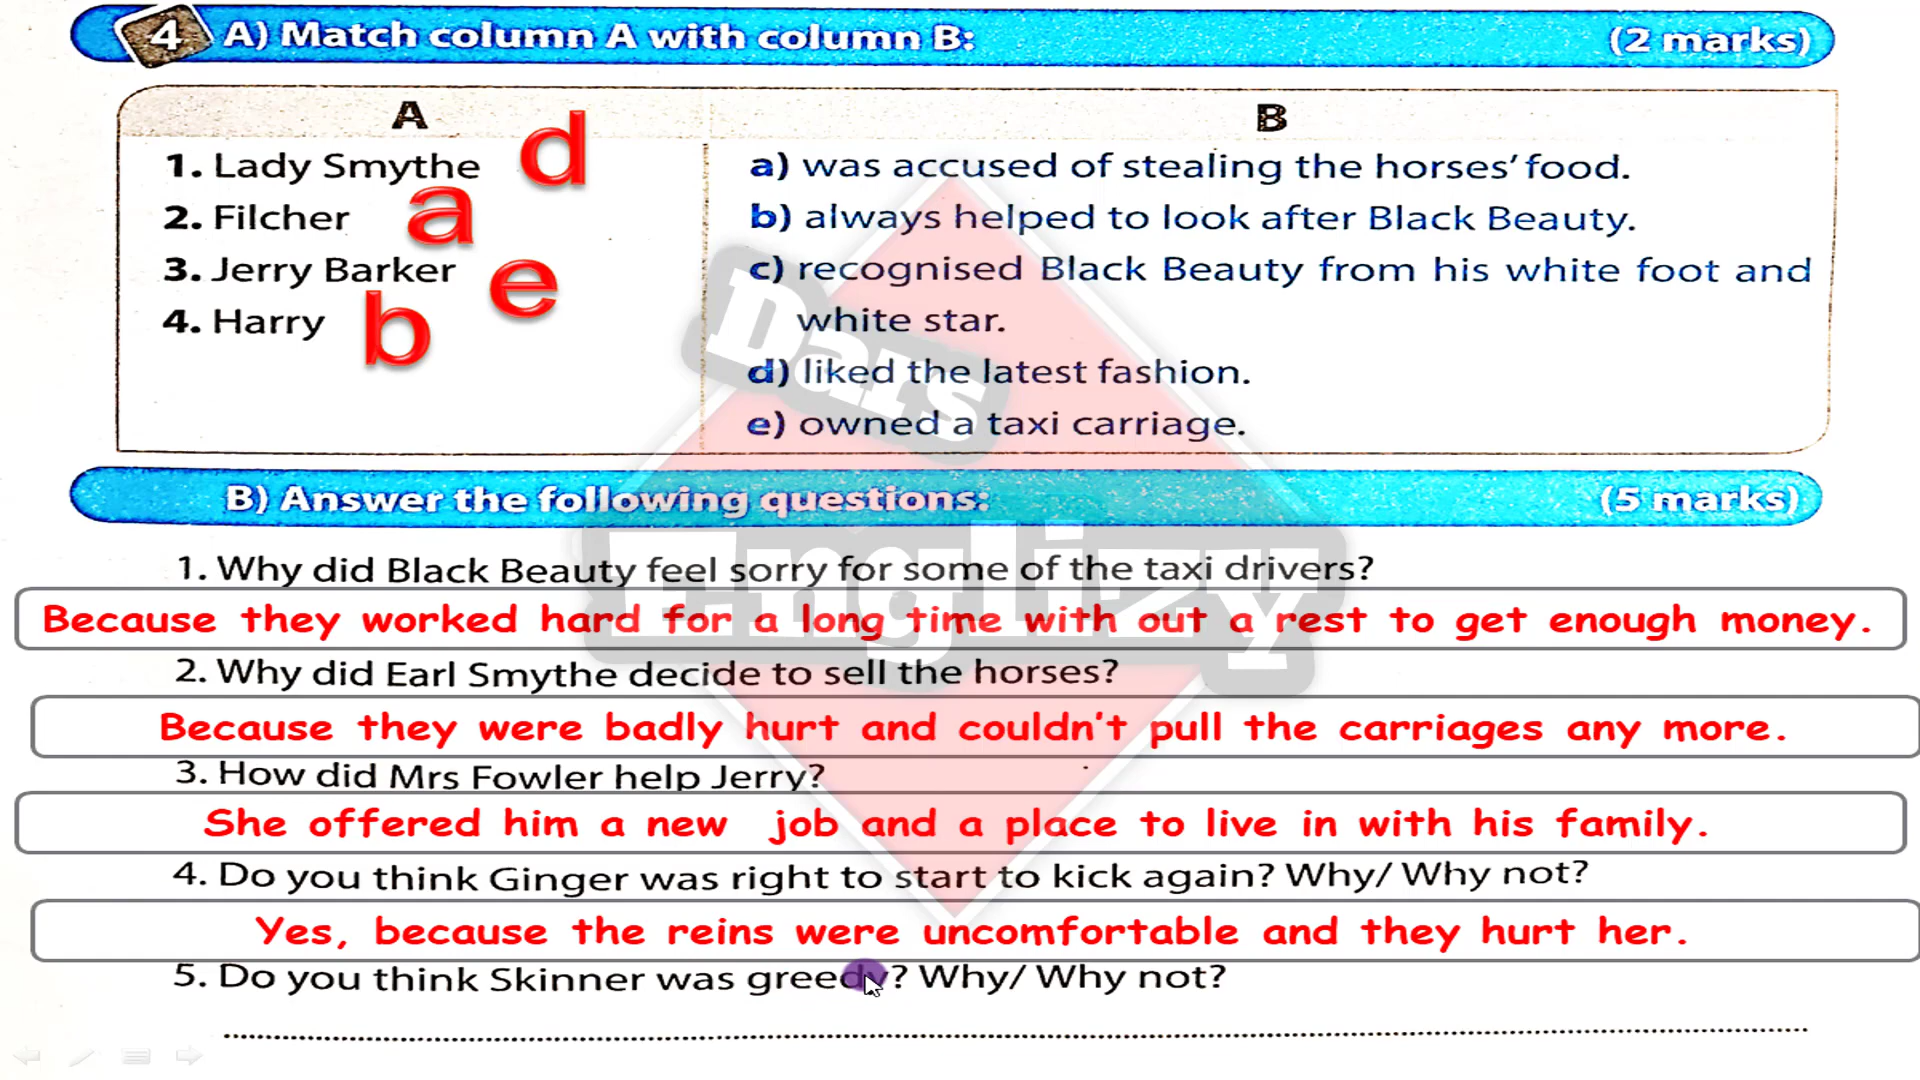 4 A) Match column A with column B: (2 marks)
A B
1. Lady Smythe d a) was accused of stealing the horses' food.
2. Filcher a b) always helped to look after Black Beauty.
3. Jerry Barker e c) recognised Black Beauty from his white foot and
white star.
4. Harry b
d) liked the latest fashion.
e) owned a taxi carriage.
Dars
Englizy
B) Answer the following questions: (5 marks)
1. Why did Black Beauty feel sorry for some of the taxi drivers?
Because they worked hard for a long time with out a rest to get enough money.
2. Why did Earl Smythe decide to sell the horses?
Because they were badly hurt and couldn't pull the carriages any more.
3. How did Mrs Fowler help Jerry?
She offered him a new job and a place to live in with his family.
4. Do you think Ginger was right to start to kick again? Why/ Why not?
Yes, because the reins were uncomfortable and they hurt her.
5. Do you think Skinner was greedy? Why/ Why not?